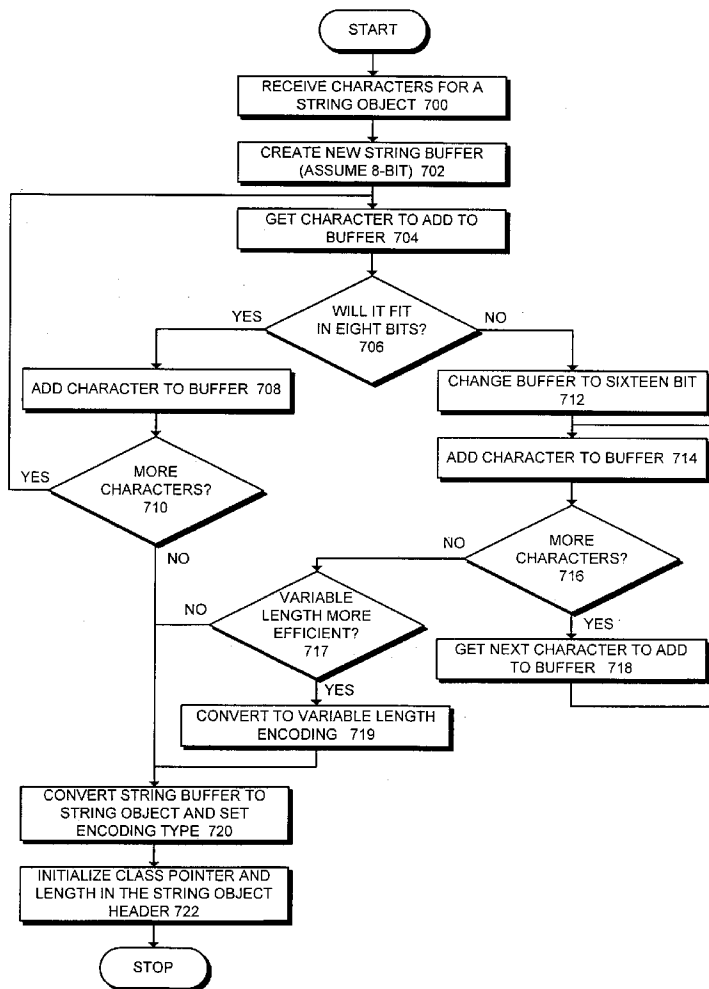 START
RECEIVE CHARACTERS FOR A
STRING OBJECT 700
CREATE NEW STRING BUFFER
(ASSUME 8-BIT) 702
GET CHARACTER TO ADD TO
BUFFER 704
YES
WILL IT FIT
IN EIGHT BITS?
706
NO
ADD CHARACTER TO BUFFER 708
CHANGE BUFFER TO SIXTEEN BIT
712
YES
MORE
CHARACTERS?
710
NO
ADD CHARACTER TO BUFFER 714
NO
MORE
CHARACTERS?
716
YES
NO
VARIABLE
LENGTH MORE
EFFICIENT?
717
YES
GET NEXT CHARACTER TO ADD
TO BUFFER 718
CONVERT TO VARIABLE LENGTH
ENCODING 719
CONVERT STRING BUFFER TO
STRING OBJECT AND SET
ENCODING TYPE 720
INITIALIZE CLASS POINTER AND
LENGTH IN THE STRING OBJECT
HEADER 722
STOP